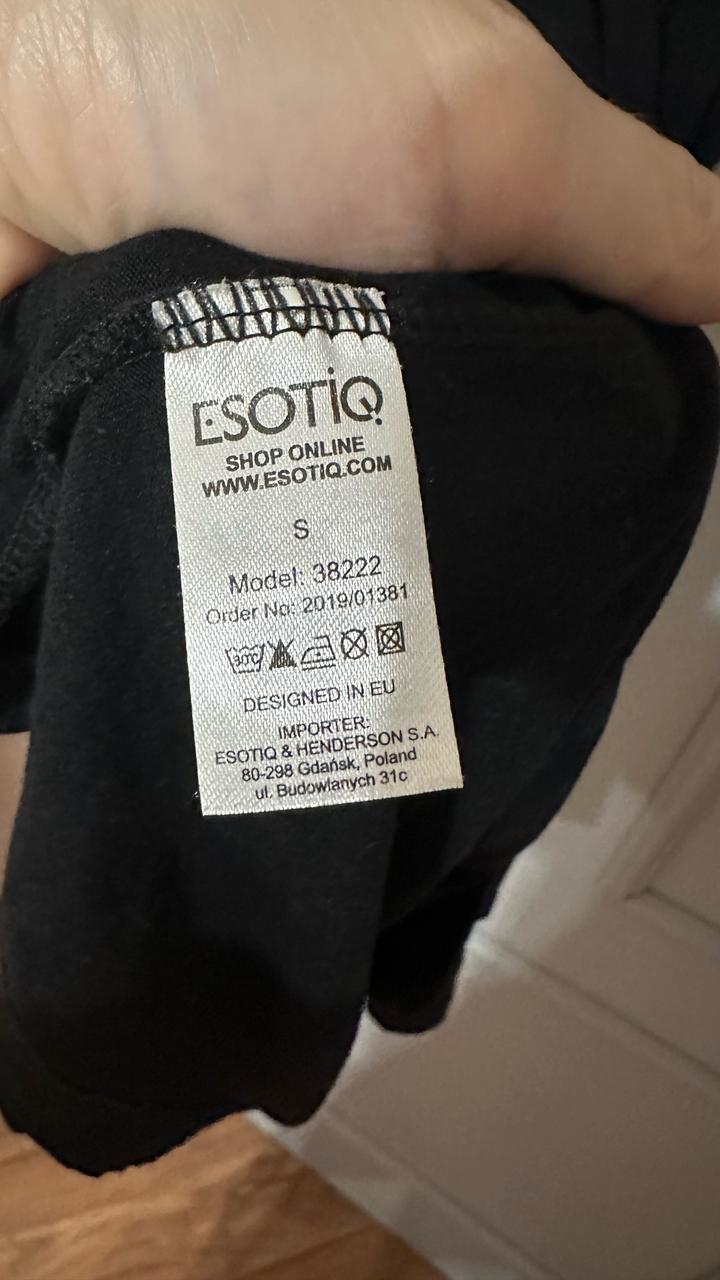 ESOTIQ
SHOP ONLINE
WWW.ESOTIQ.COM
S
Model: 38222
Order No: 2019/01381
30°C
DESIGNED IN EU
IMPORTER:
ESOTIQ & HENDERSON S.A.
80-298 Gdańsk, Poland
ul. Budowlanych 31c